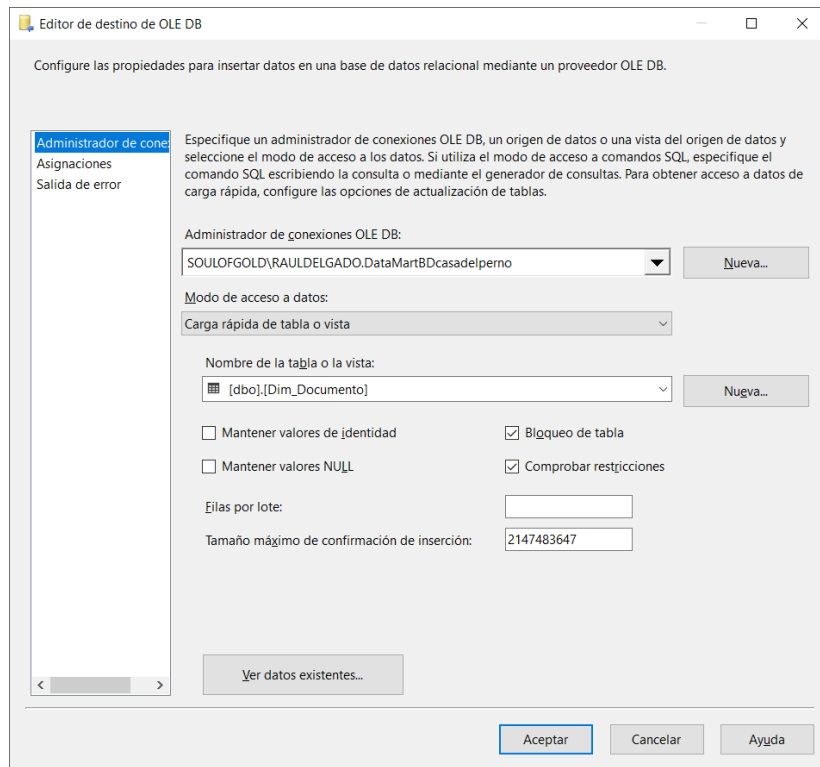 Editor de destino de OLE DB
Configure las propiedades para insertar datos en una base de datos relacional mediante un proveedor OLE DB.
Administrador de cone
Asignaciones
Salida de error
Especifique un administrador de conexiones OLE DB, un origen de datos o una vista del origen de datos y
seleccione el modo de acceso a los datos. Si utiliza el modo de acceso a comandos SQL, especifique el
comando SQL escribiendo la consulta o mediante el generador de consultas. Para obtener acceso a datos de
carga rápida, configure las opciones de actualización de tablas.
Administrador de conexiones OLE DB:
SOULOFGOLD\RAULDELGADO.DataMartBDcasadelperno
Nueva...
Modo de acceso a datos:
Carga rápida de tabla o vista
Nombre de la tabla o la vista:
[dbo].[Dim_Documento]
Nueva...
Mantener valores de identidad
Bloqueo de tabla
Mantener valores NULL
Comprobar restricciones
Filas por lote:
Tamaño máximo de confirmación de inserción:
2147483647
Ver datos existentes...
Aceptar
Cancelar
Ayuda